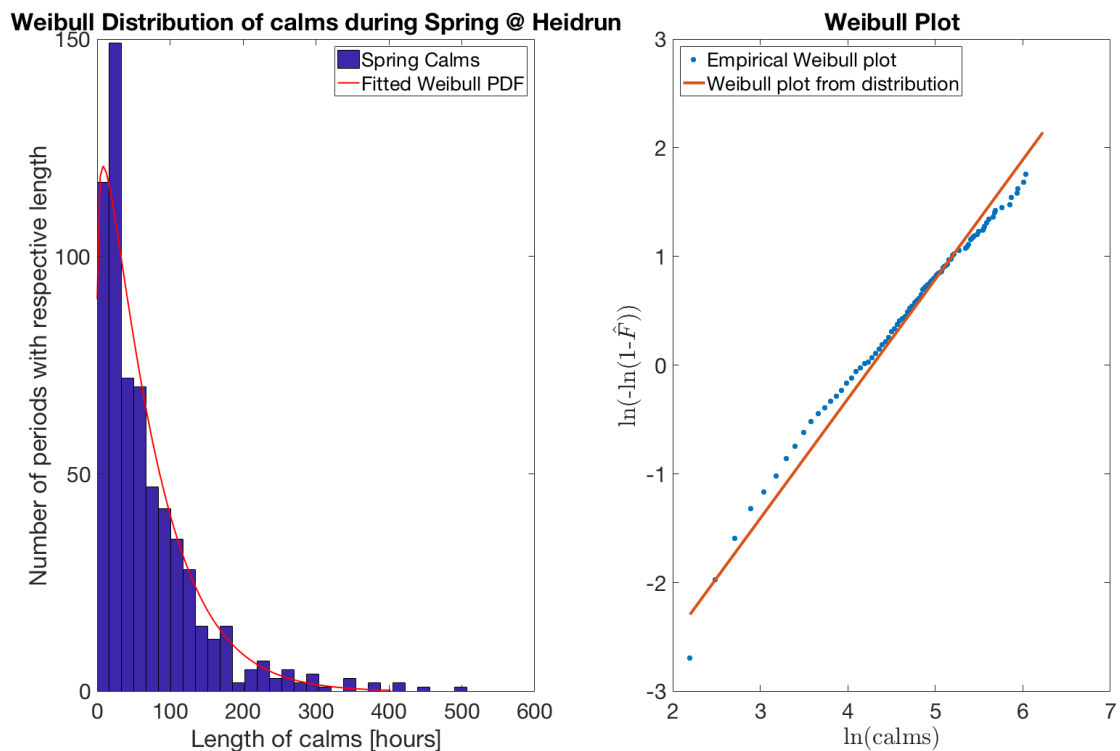 Weibull Distribution of calms during Spring @ Heidrun
150
100
50
0
Number of periods with respective length
Spring Calms
Fitted Weibull PDF
0 100 200 300 400 500 600
Length of calms [hours]
Weibull Plot
3
2
1
0
-1
-2
-3
ln(-ln(1-F̂))
Empirical Weibull plot
Weibull plot from distribution
2 3 4 5 6 7
ln(calms)